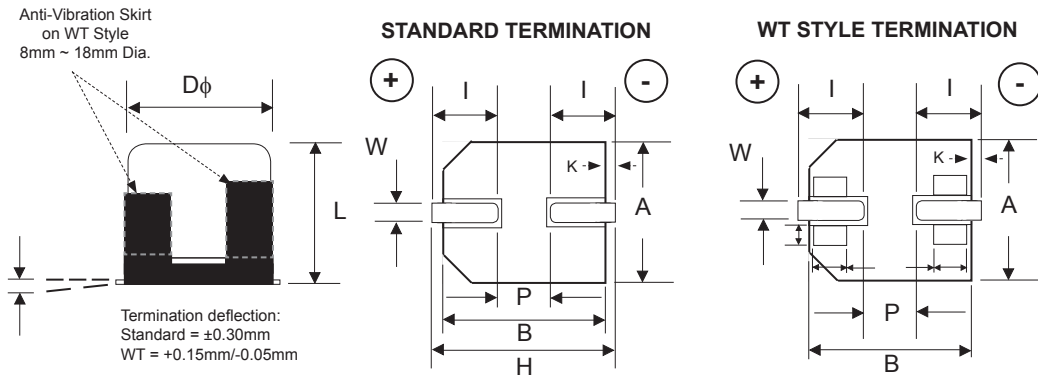 Anti-Vibration Skirt
on WT Style
8mm ~ 18mm Dia.
Dϕ
L
Termination deflection:
Standard = ±0.30mm
WT = +0.15mm/-0.05mm
STANDARD TERMINATION
+
-
I
I
W
K
A
P
B
H
WT STYLE TERMINATION
+
-
I
I
W
K
A
P
B